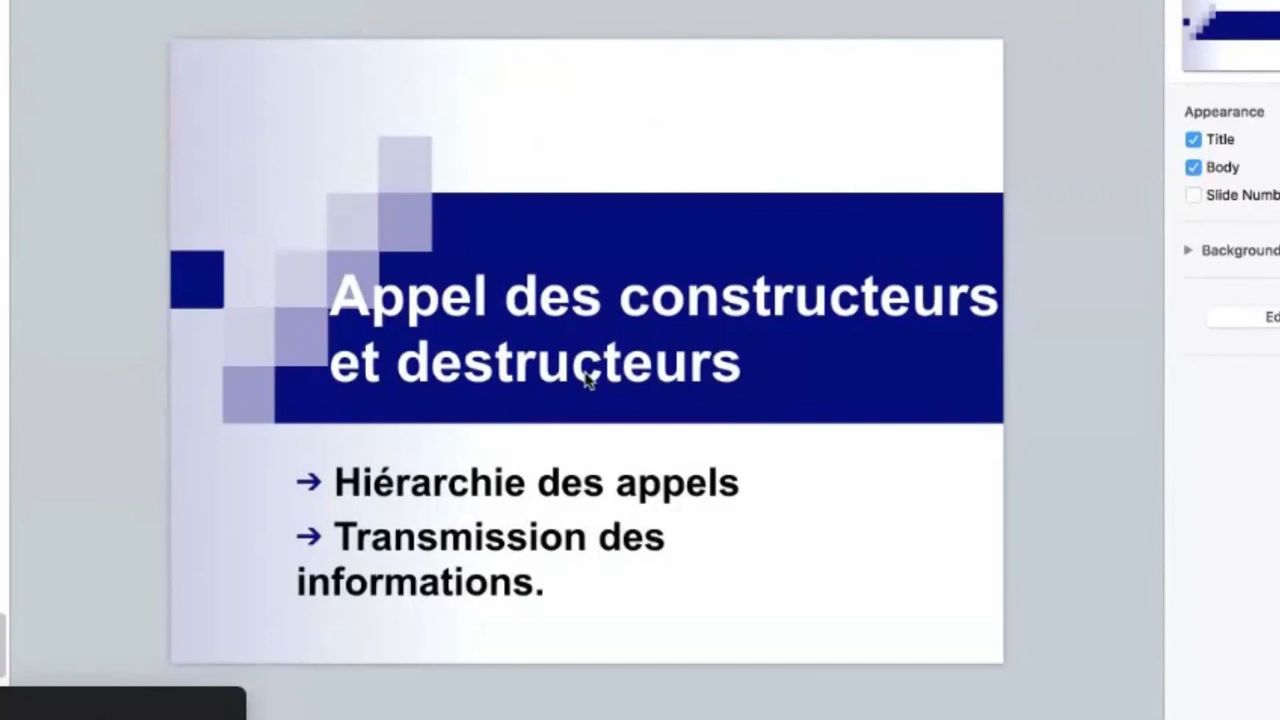 Appel des constructeurs
et destructeurs
➔ Hiérarchie des appels
➔ Transmission des
informations.
Appearance
Title
Body
Slide Numb
Background
Ed